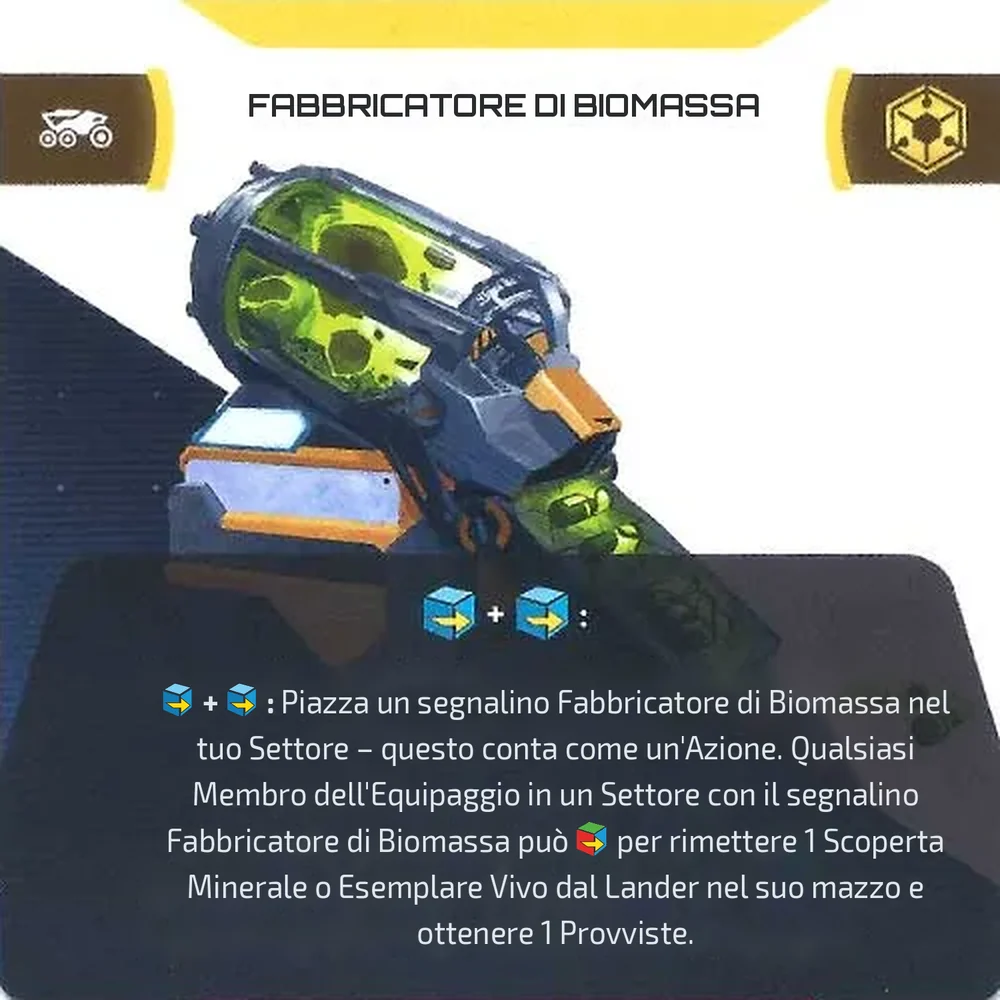 FABBRICATORE DI BIOMASSA
+ :
+ : Piazza un segnalino Fabbricatore di Biomassa nel
tuo Settore – questo conta come un'Azione. Qualsiasi
Membro dell'Equipaggio in un Settore con il segnalino
Fabbricatore di Biomassa può per rimettere 1 Scoperta
Minerale o Esemplare Vivo dal Lander nel suo mazzo e
ottenere 1 Provviste.